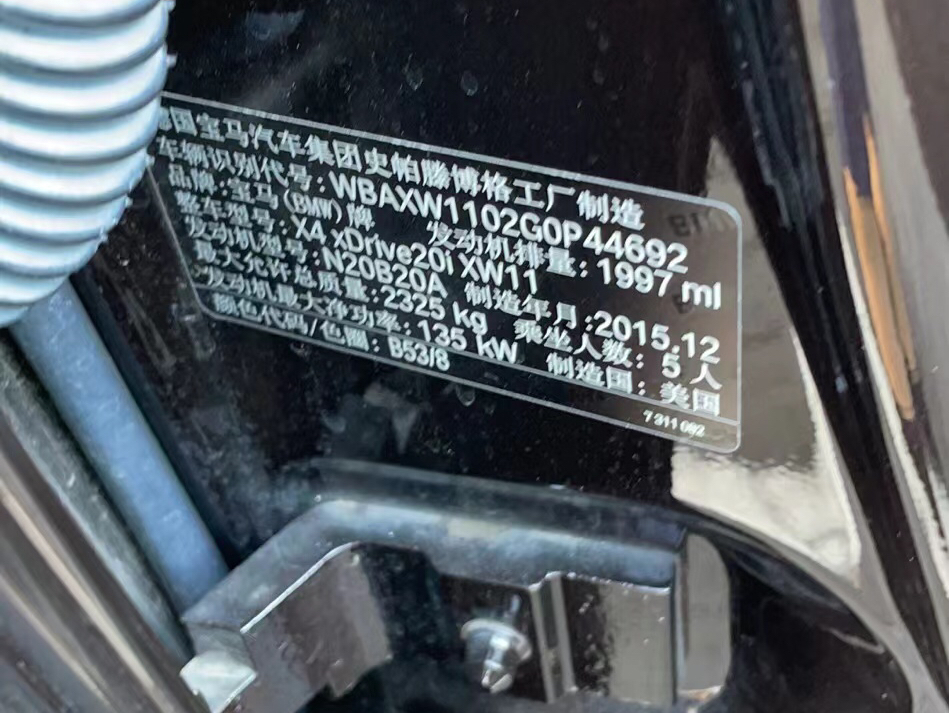 德国宝马汽车集团史帕滕博格工厂制造
车辆识别代号:WBAXW1102G0P44692
品牌:宝马(BMW)牌 发动机排量:1997 ml
整车型号:X4 xDrive20i XW11
发动机型号:N20B20A 制造年月:2015.12
最大允许总质量:2325 kg 乘坐人数:5 人
发动机最大净功率:135 kW 制造国:美国
颜色代码/色圈:B53/8
7 311 092